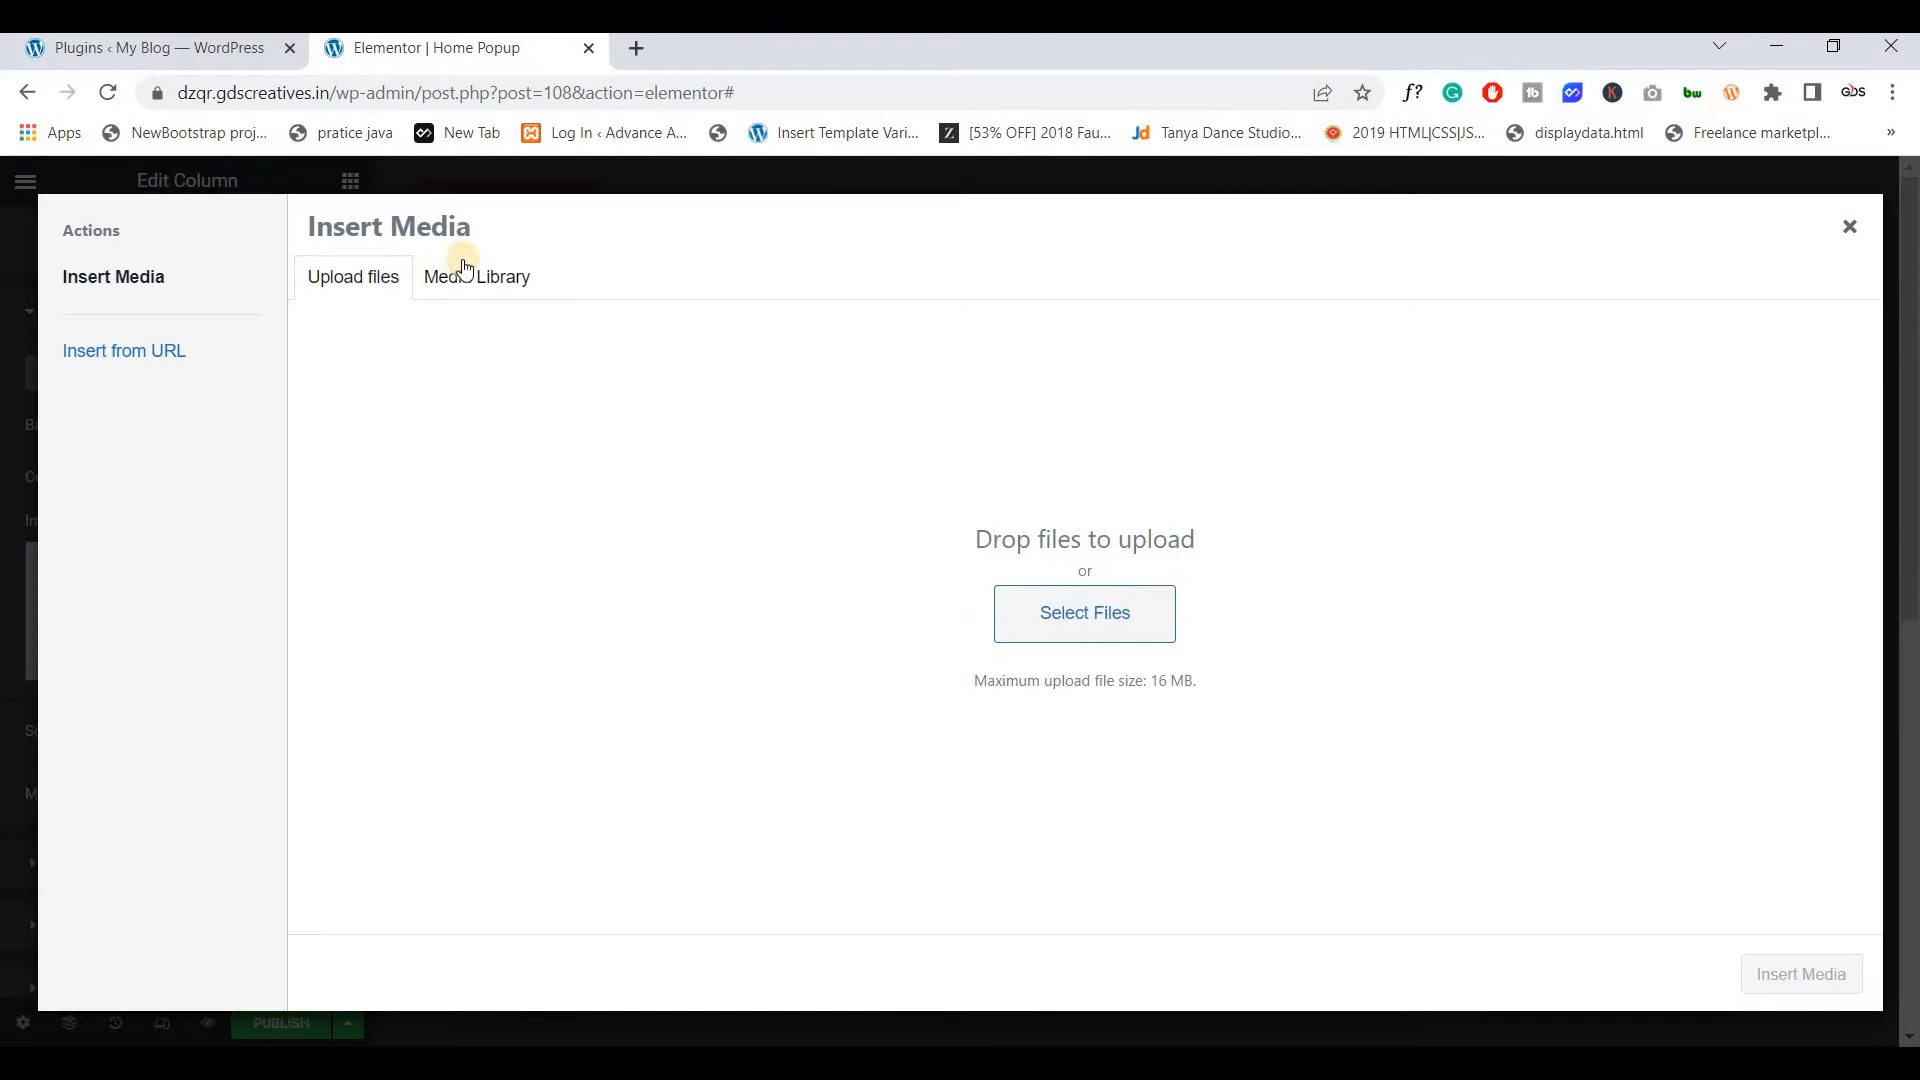 Plugins ‹ My Blog — WordPress
Elementor | Home Popup
dzqr.gdscreatives.in/wp-admin/post.php?post=108&action=elementor#
Apps
NewBootstrap proj...
pratice java
New Tab
Log In ‹ Advance A...
Insert Template Vari...
[53% OFF] 2018 Fau...
Tanya Dance Studio...
2019 HTML|CSS|JS...
displaydata.html
Freelance marketpl...
»
Edit Column
Actions
Insert Media
Insert from URL
Insert Media
Upload files
Media Library
Drop files to upload
or
Select Files
Maximum upload file size: 16 MB.
Insert Media
PUBLISH